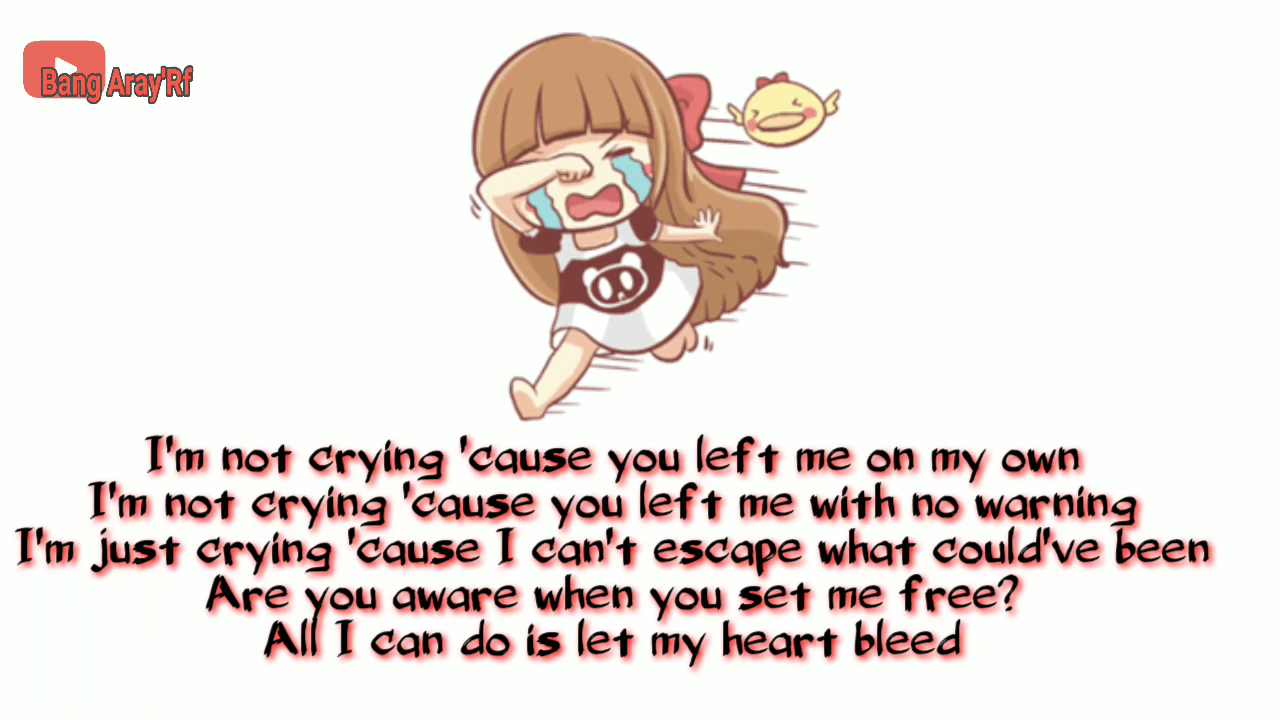 Bang Aray'Rf
I'm not crying 'cause you left me on my own
I'm not crying 'cause you left me with no warning
I'm just crying 'cause I can't escape what could've been
Are you aware when you set me free?
All I can do is let my heart bleed